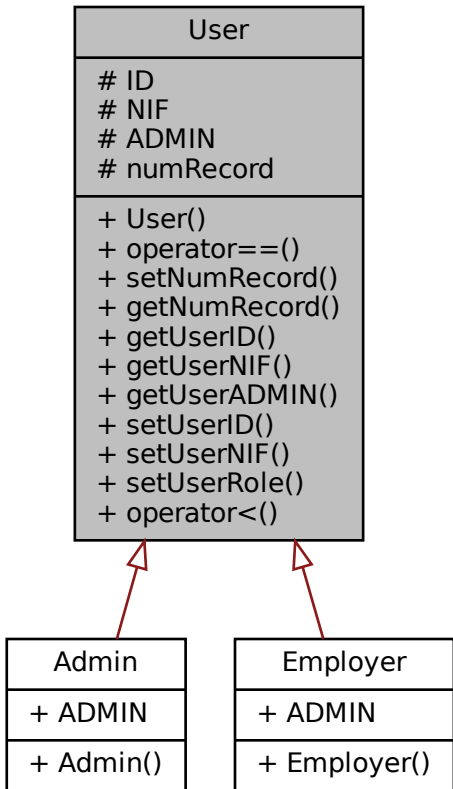 User
# ID
# NIF
# ADMIN
# numRecord
+ User()
+ operator==()
+ setNumRecord()
+ getNumRecord()
+ getUserID()
+ getUserNIF()
+ getUserADMIN()
+ setUserID()
+ setUserNIF()
+ setUserRole()
+ operator<()
Admin
+ ADMIN
+ Admin()
Employer
+ ADMIN
+ Employer()